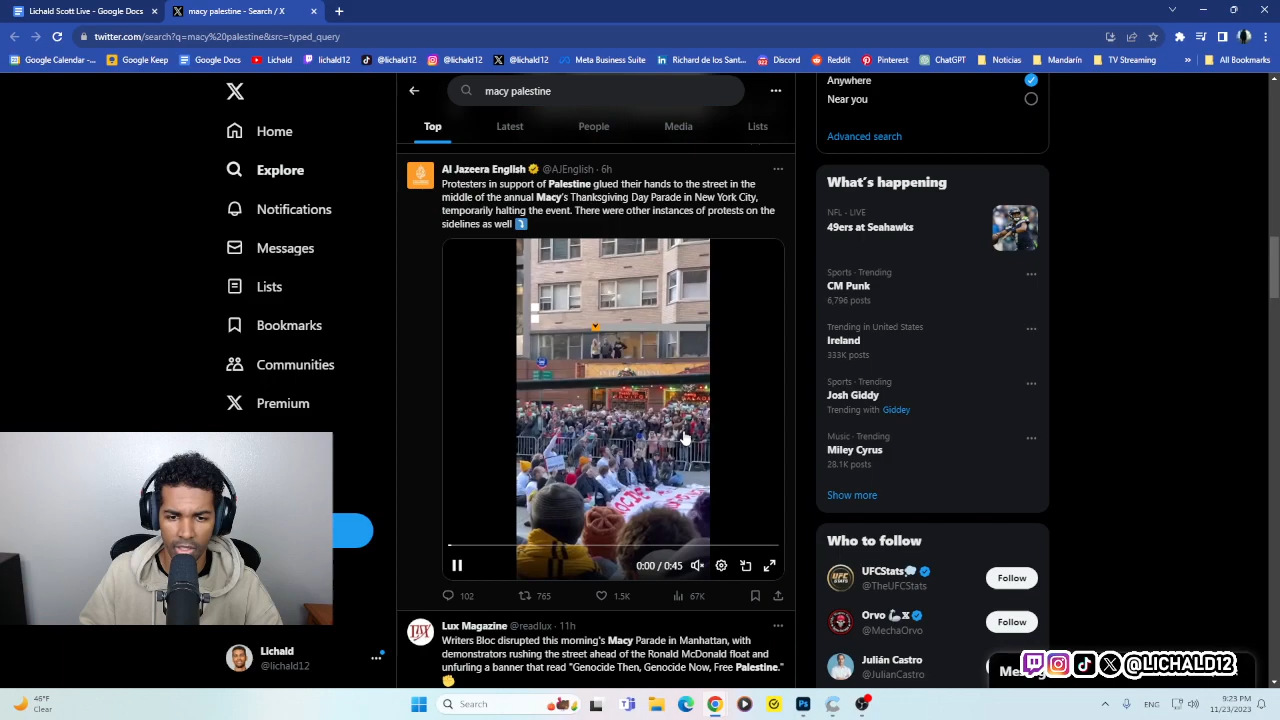 Lichald Scott Live - Google Docs
macy palestine - Search / X
twitter.com/search?q=macy%20palestine&src=typed_query
Google Calendar -...
Google Keep
Lichald
lichald12
@lichald12
@lichald12
@lichald12
Meta Business Suite
Richard de los Sant...
Discord
Reddit
Pinterest
ChatGPT
Noticias
Mandarín
TV Streaming
»
All Bookmarks
Home
Explore
Notifications
Messages
Lists
Bookmarks
Communities
Premium
Lichald
@lichald12
macy palestine
Top
Latest
People
Media
Lists
Al Jazeera English @AJEnglish · 6h
Protesters in support of Palestine glued their hands to the street in the
middle of the annual Macy's Thanksgiving Day Parade in New York City,
temporarily halting the event. There were other instances of protests on the
sidelines as well
0:00 / 0:45
102
765
1.5K
67K
Lux Magazine @readlux · 11h
Writers Bloc disrupted this morning's Macy Parade in Manhattan, with
demonstrators rushing the street ahead of the Ronald McDonald float and
unfurling a banner that read "Genocide Then, Genocide Now, Free Palestine."
Anywhere
Near you
Advanced search
What's happening
NFL · LIVE
49ers at Seahawks
Sports · Trending
CM Punk
6,796 posts
Trending in United States
Ireland
333K posts
Sports · Trending
Josh Giddy
Trending with Giddey
Music · Trending
Miley Cyrus
28.1K posts
Show more
Who to follow
UFCStats
@TheUFCStats
Follow
Orvo
@MechaOrvo
Follow
Julián Castro
@JulianCastro
@LICHALD12
46°F
Clear
Search
9:23 PM
11/23/2023